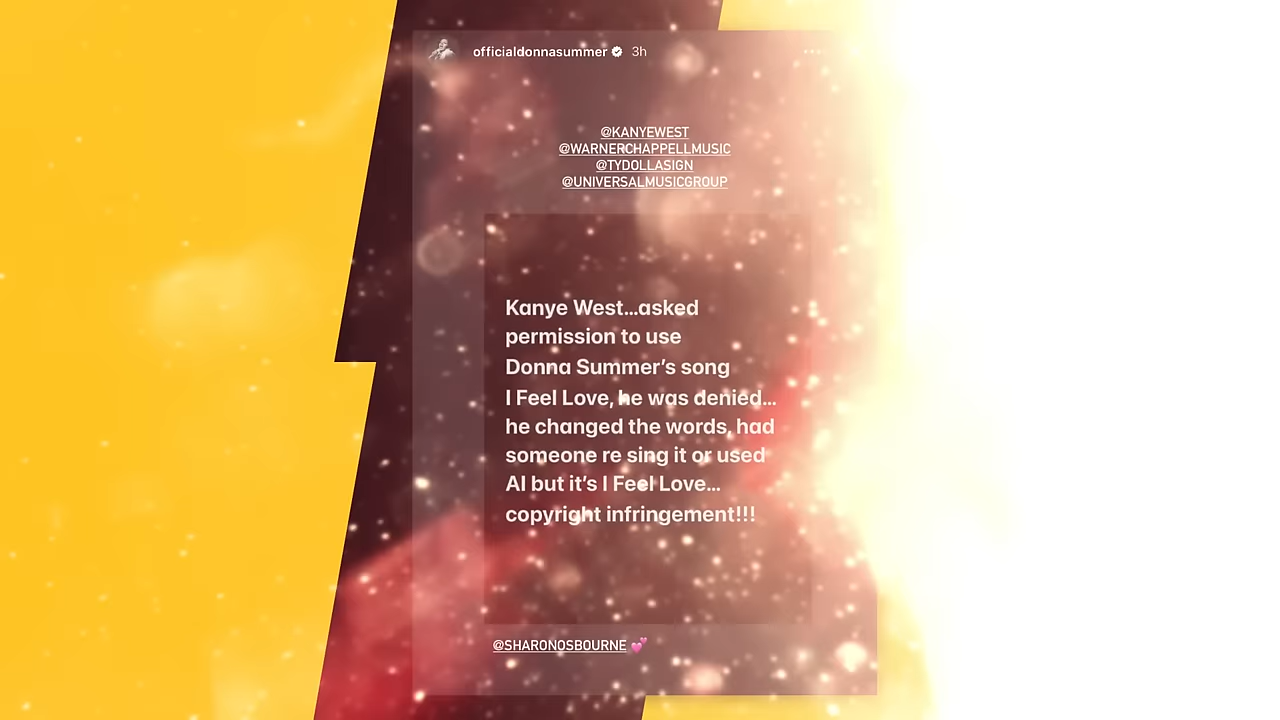 officialdonnasummer 3h
@KANYEWEST
@WARNERCHAPPELLMUSIC
@TYDOLLASIGN
@UNIVERSALMUSICGROUP
Kanye West...asked
permission to use
Donna Summer's song
I Feel Love, he was denied...
he changed the words, had
someone re sing it or used
AI but it's I Feel Love...
copyright infringement!!!
@SHARONOSBOURNE 💕